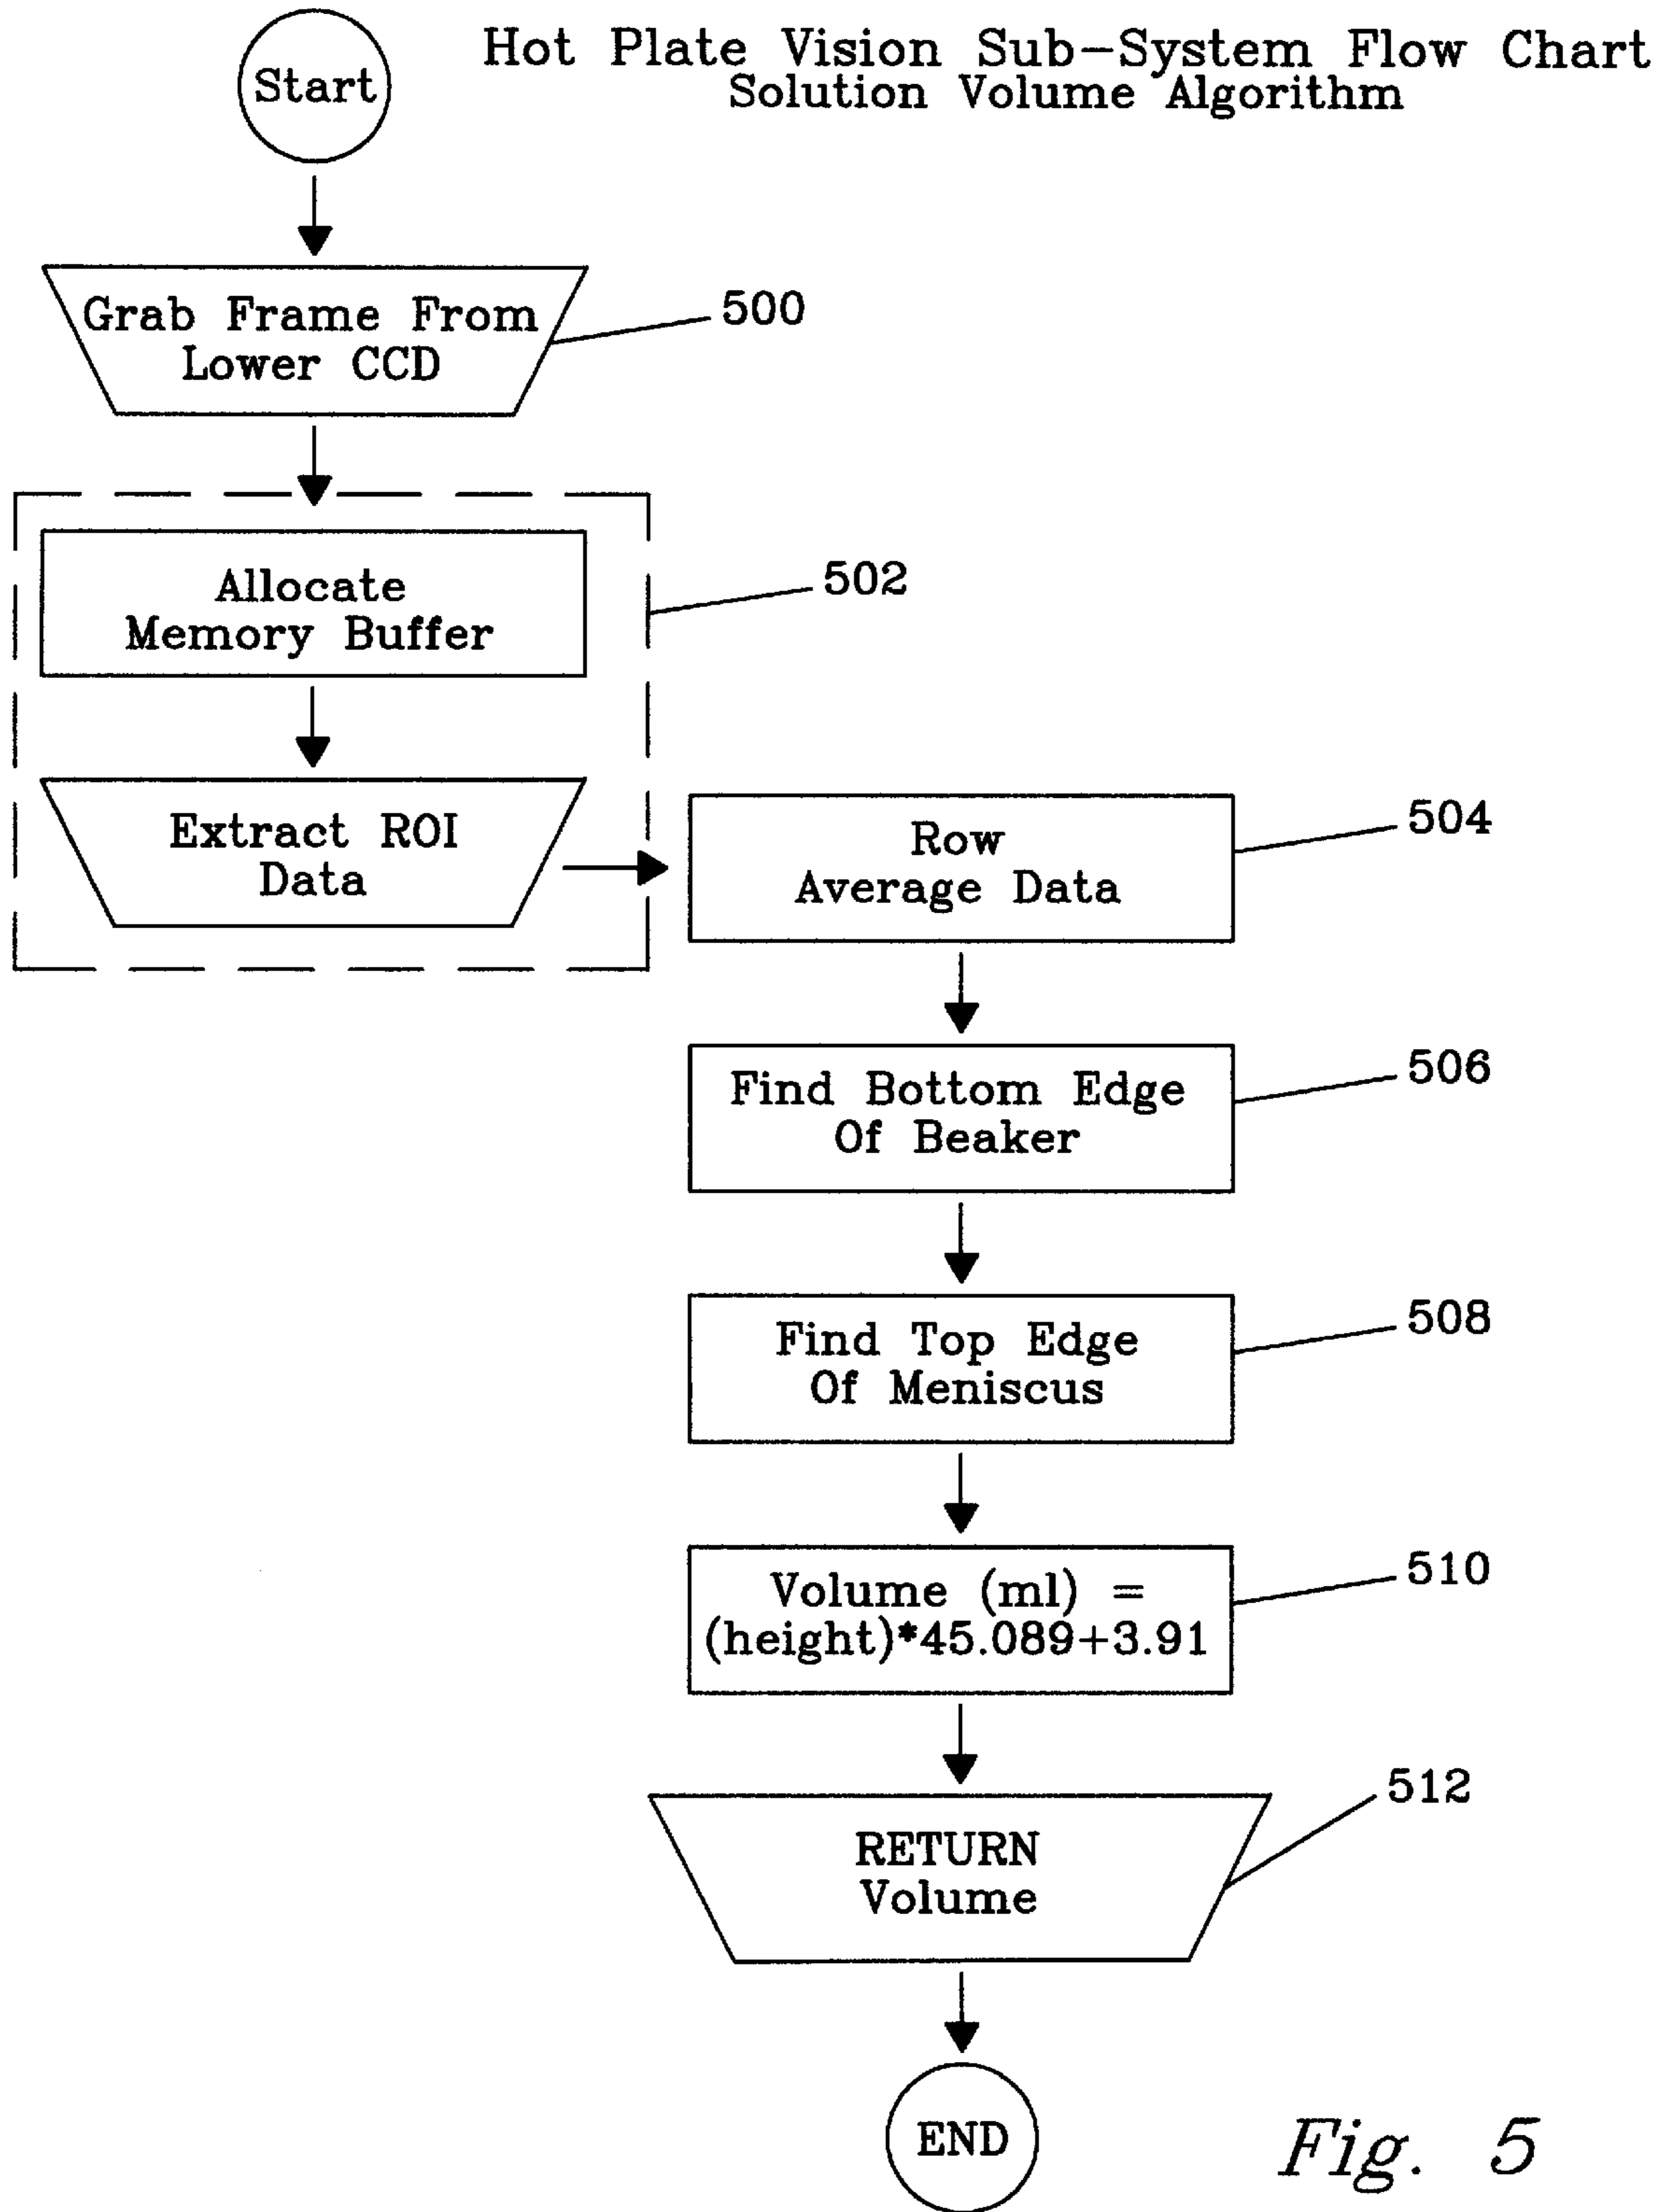 Hot Plate Vision Sub-System Flow Chart
Solution Volume Algorithm
Start
Grab Frame From
Lower CCD
500
Allocate
Memory Buffer
502
Extract ROI
Data
Row
Average Data
504
Find Bottom Edge
Of Beaker
506
Find Top Edge
Of Meniscus
508
Volume (ml) =
(height)*45.089+3.91
510
RETURN
Volume
512
END
Fig. 5